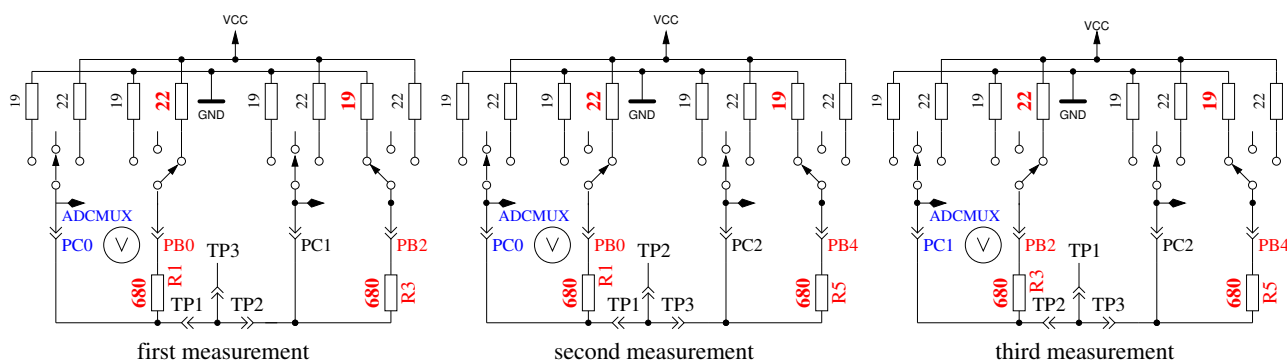 VCC
19
22
19
22
GND
19
22
19
22
ADCMUX
PC0
V
PB0
TP3
PC1
PB2
680
R1
TP1
TP2
680
R3
first measurement
VCC
19
22
19
22
GND
19
22
19
22
ADCMUX
PC0
V
PB0
TP2
PC2
PB4
680
R1
TP1
TP3
680
R5
second measurement
VCC
19
22
19
22
GND
19
22
19
22
ADCMUX
PC1
V
PB2
TP1
PC2
PB4
680
R3
TP2
TP3
680
R5
third measurement